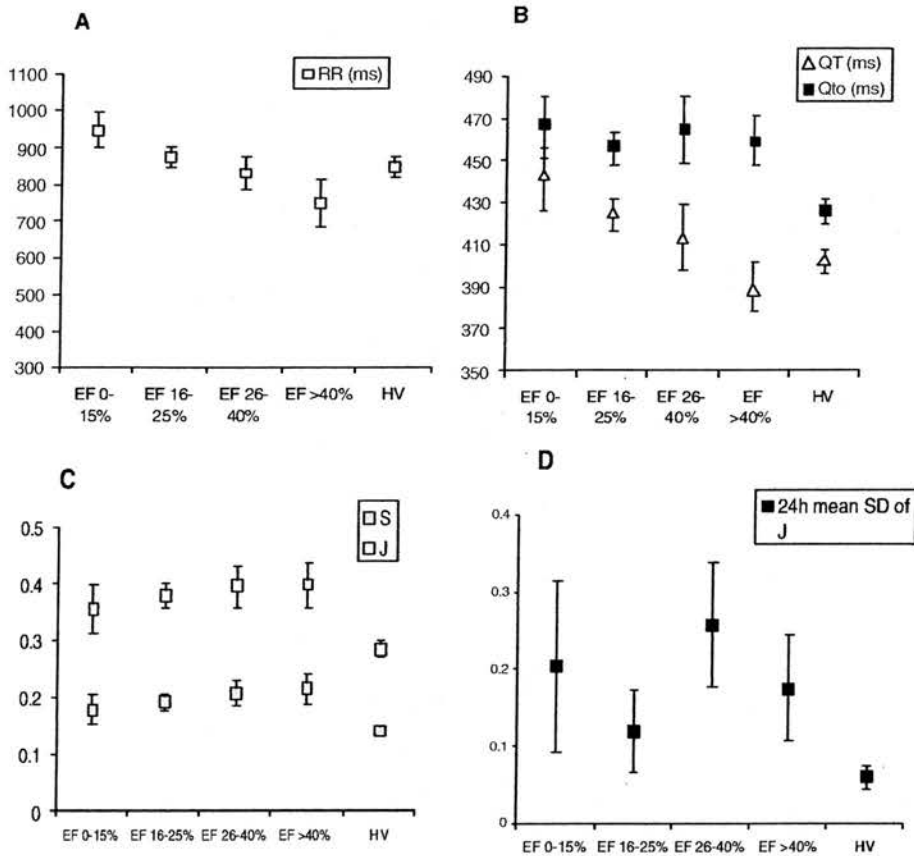 A
RR (ms)
1100
1000
900
800
700
600
500
400
300
EF 0-
15%
EF 16-
25%
EF 26-
40%
EF >40%
HV
B
QT (ms)
Qto (ms)
490
470
450
430
410
390
370
350
EF 0-
15%
EF 16-
25%
EF 26-
40%
EF
>40%
HV
C
S
J
0.5
0.4
0.3
0.2
0.1
0
EF 0-15%
EF 16-25%
EF 26-40%
EF >40%
HV
D
24h mean SD of
J
0.4
0.3
0.2
0.1
0
EF 0-15%
EF 16-25%
EF 26-40%
EF >40%
HV